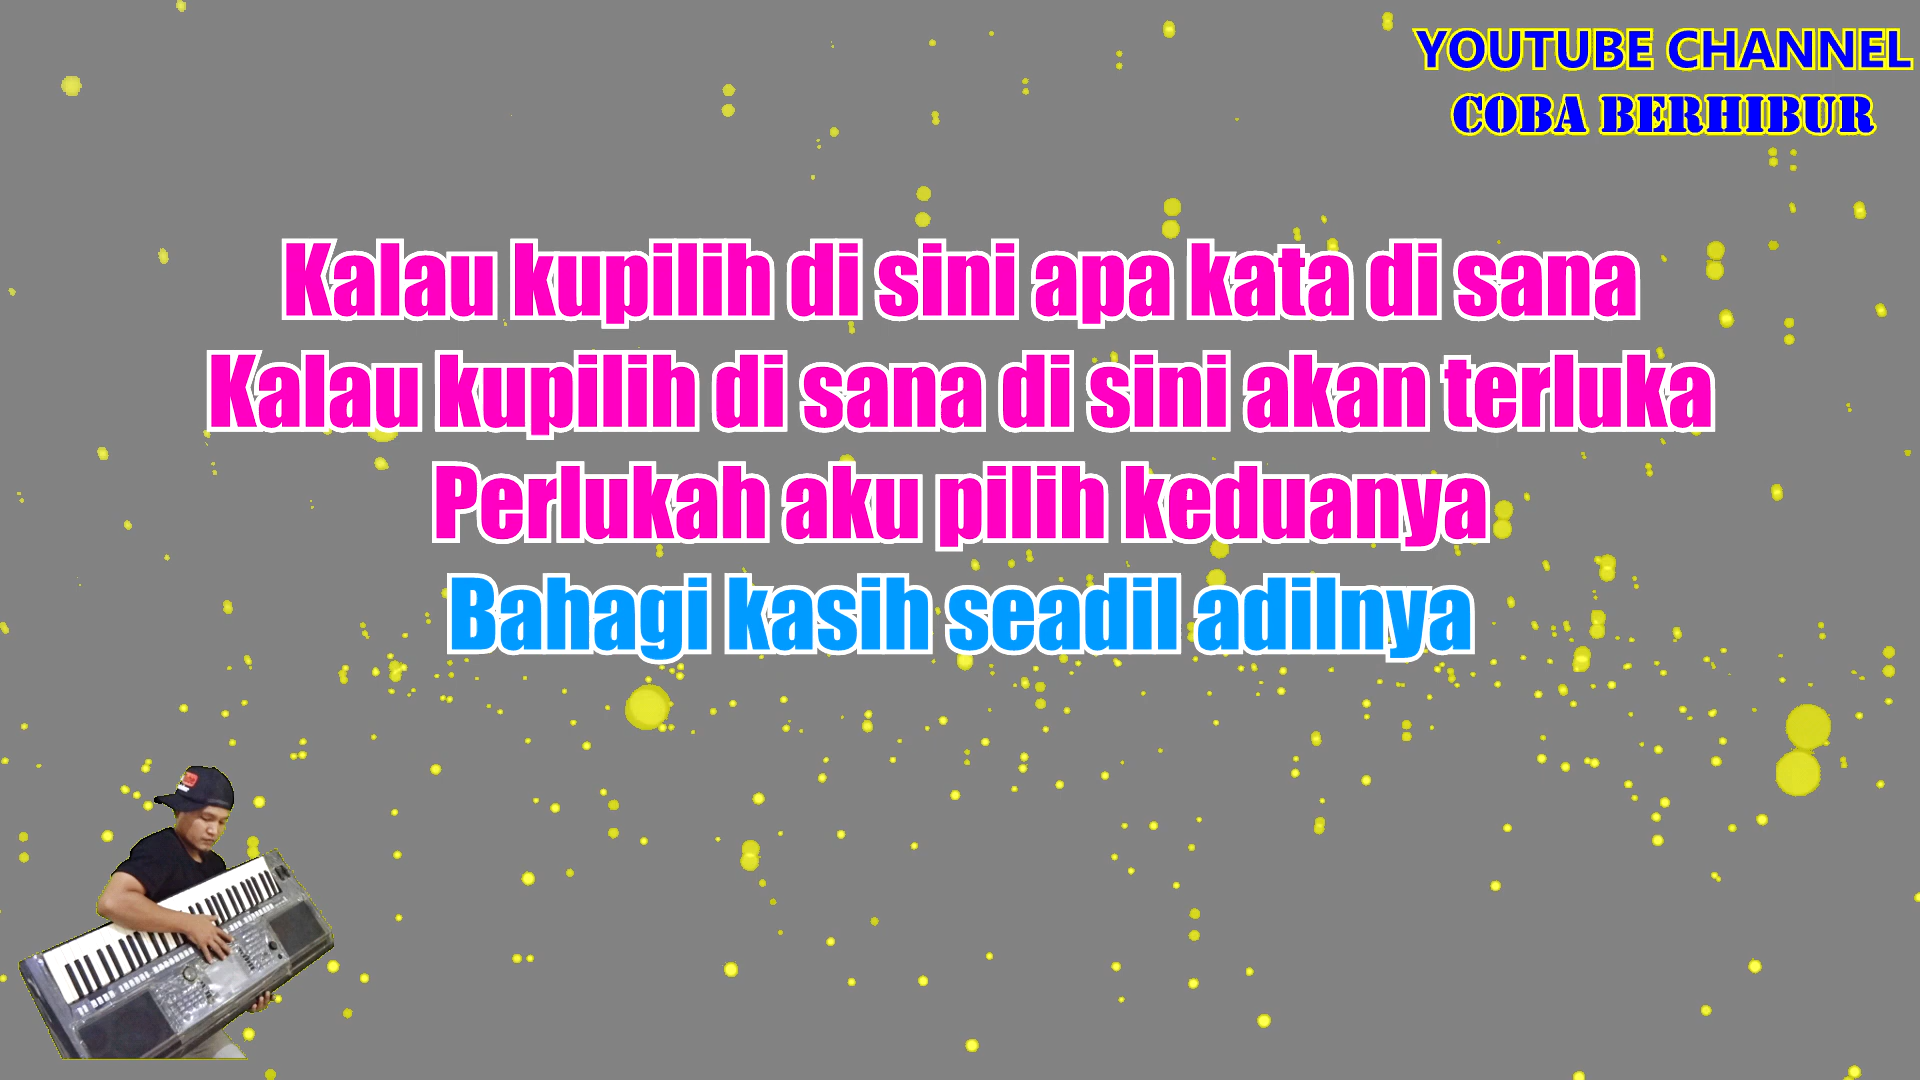 YOUTUBE CHANNEL
COBA BERHIBUR
Kalau kupilih di sini apa kata di sana
Kalau kupilih di sana di sini akan terluka
Perlukah aku pilih keduanya
Bahagi kasih seadil adilnya